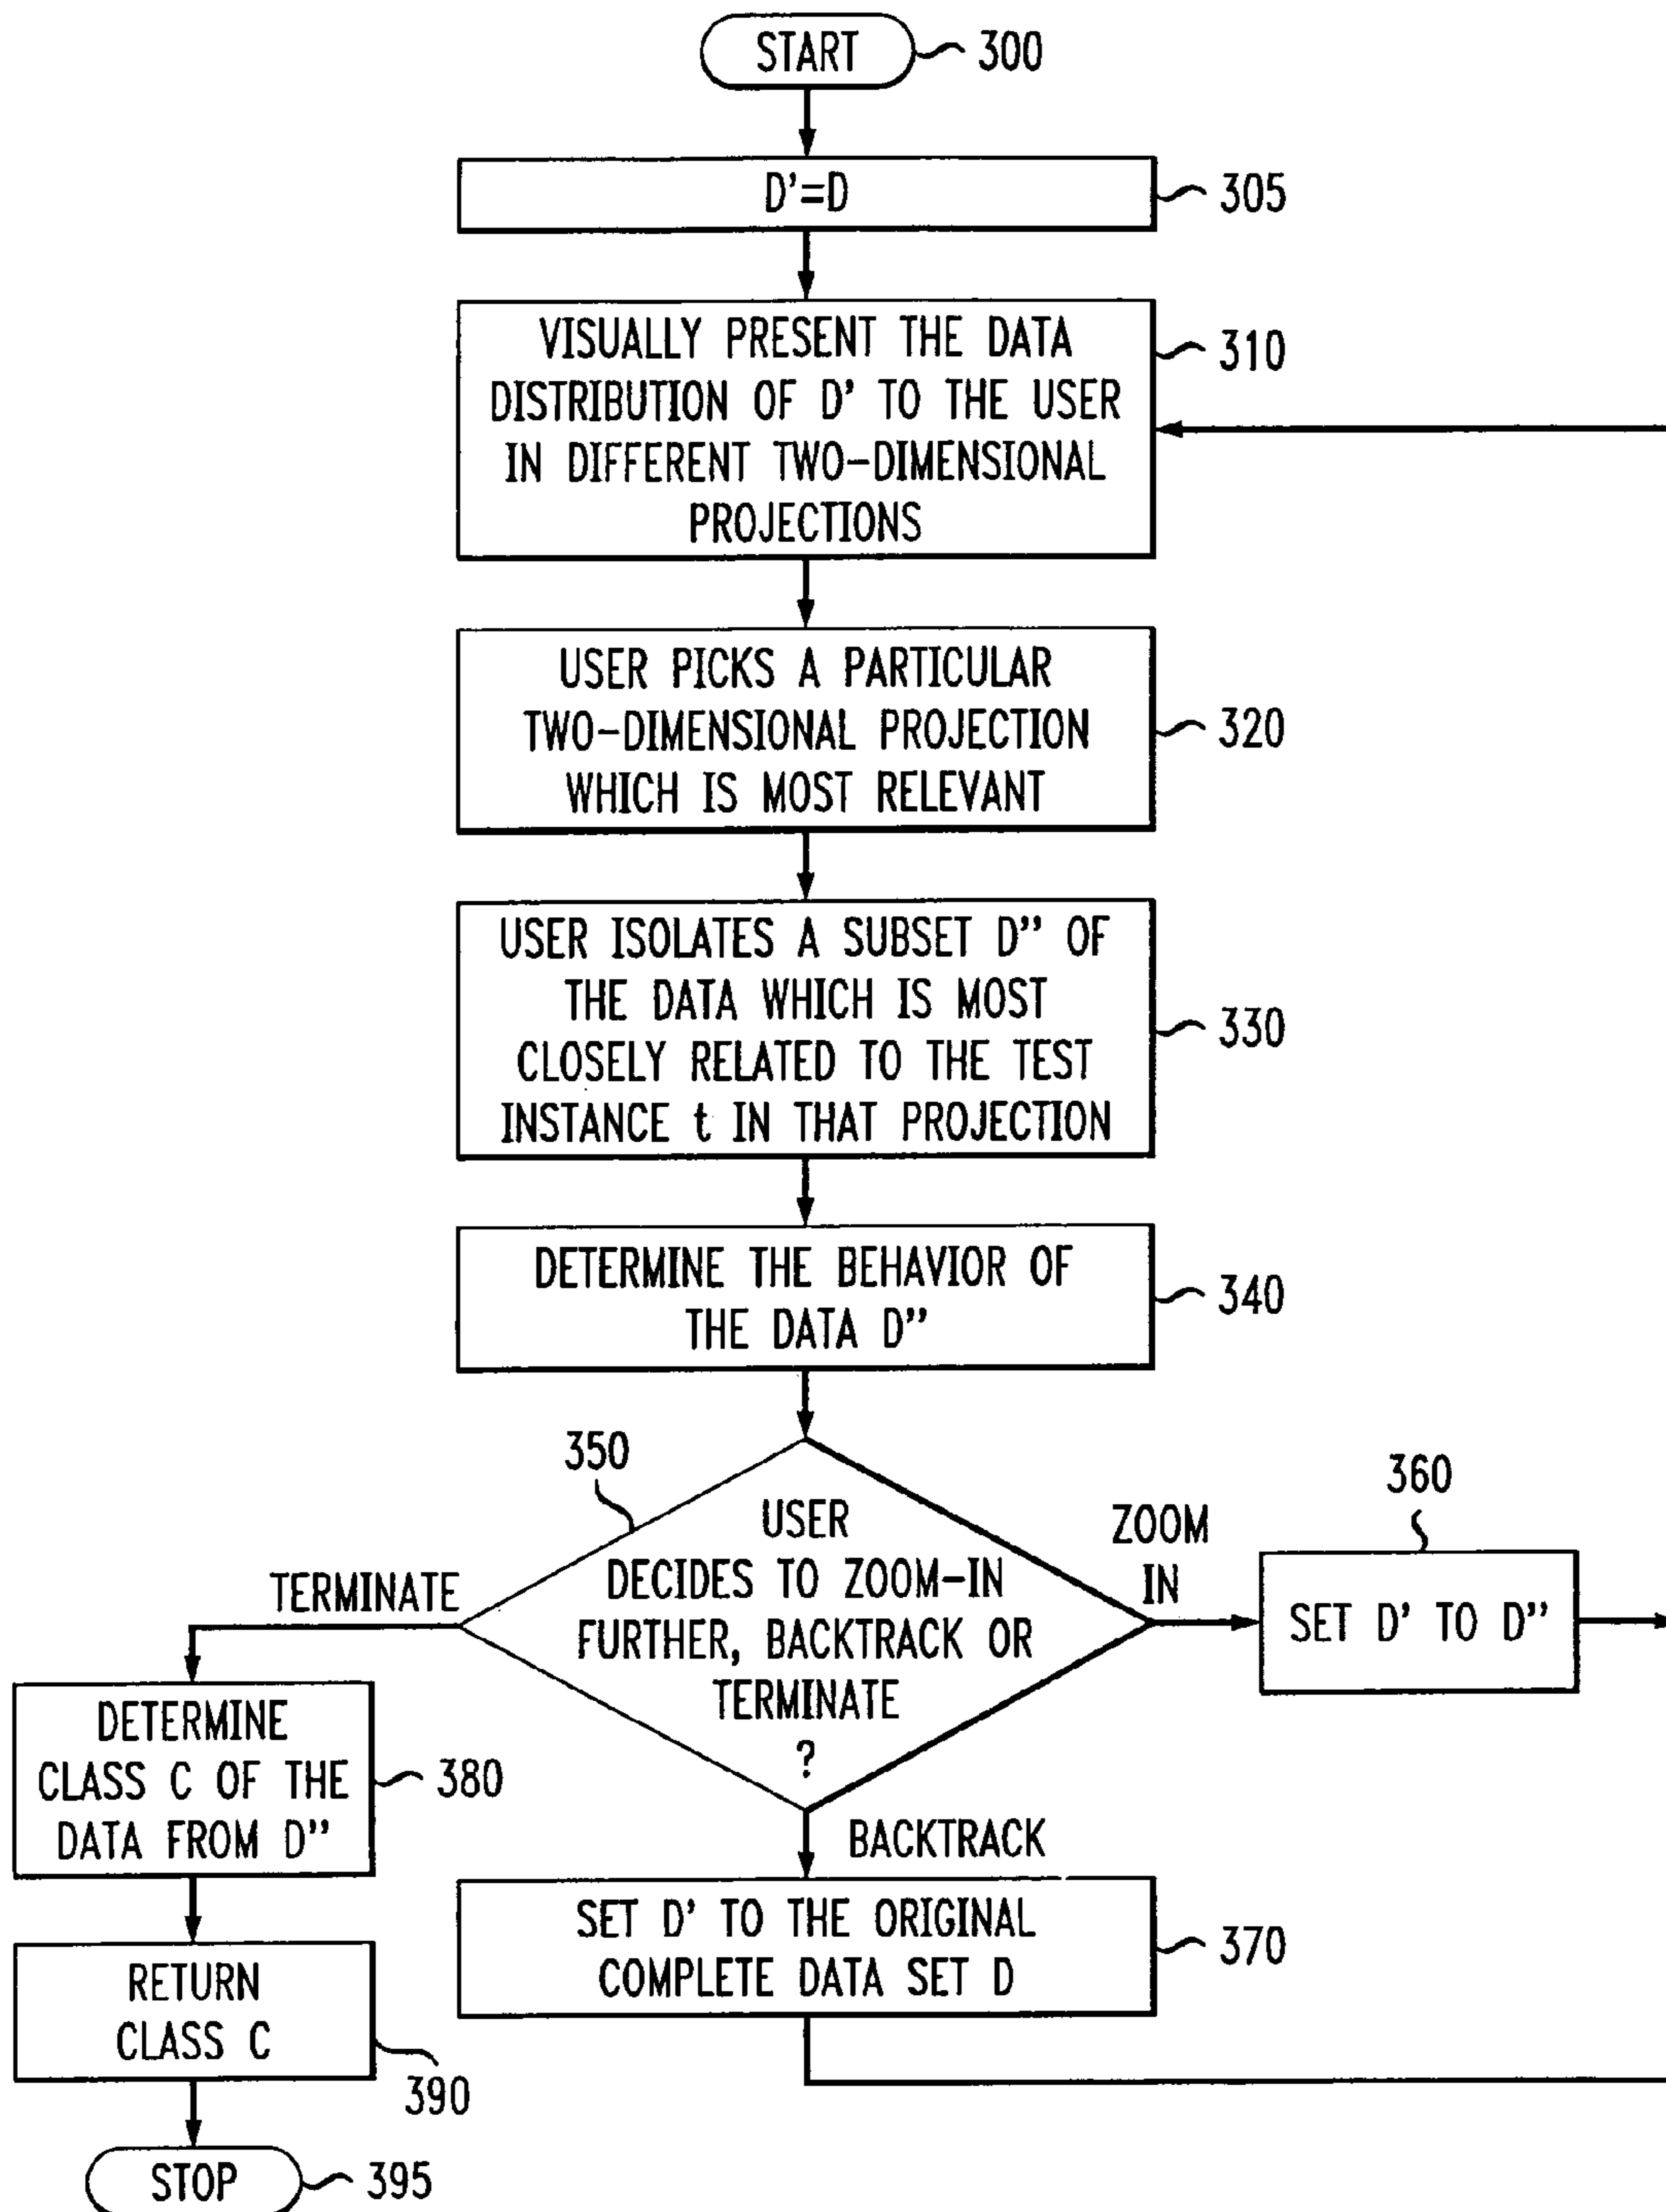 START
300
D'=D
305
VISUALLY PRESENT THE DATA
DISTRIBUTION OF D' TO THE USER
IN DIFFERENT TWO-DIMENSIONAL
PROJECTIONS
310
USER PICKS A PARTICULAR
TWO-DIMENSIONAL PROJECTION
WHICH IS MOST RELEVANT
320
USER ISOLATES A SUBSET D" OF
THE DATA WHICH IS MOST
CLOSELY RELATED TO THE TEST
INSTANCE t IN THAT PROJECTION
330
DETERMINE THE BEHAVIOR OF
THE DATA D"
340
350
USER
DECIDES TO ZOOM-IN
FURTHER, BACKTRACK OR
TERMINATE
?
ZOOM
IN
360
SET D' TO D"
TERMINATE
DETERMINE
CLASS C OF THE
DATA FROM D"
380
BACKTRACK
SET D' TO THE ORIGINAL
COMPLETE DATA SET D
370
RETURN
CLASS C
390
STOP
395